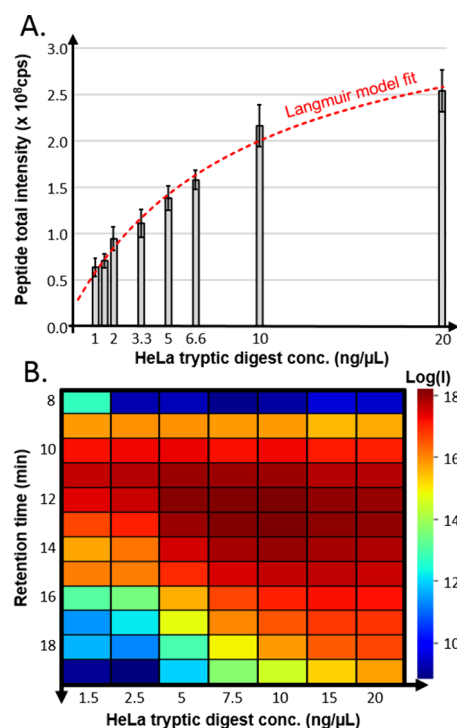 A.
3.0
2.5
2.0
1.5
1.0
0.5
0.0
Peptide total intensity (x 10⁸cps)
Langmuir model fit
1 2 3.3 5 6.6 10 20
HeLa tryptic digest conc. (ng/µL)
B.
Log(I)
8
10
12
14
16
18
Retention time (min)
18
16
14
12
10
1.5 2.5 5 7.5 10 15 20
HeLa tryptic digest conc. (ng/µL)